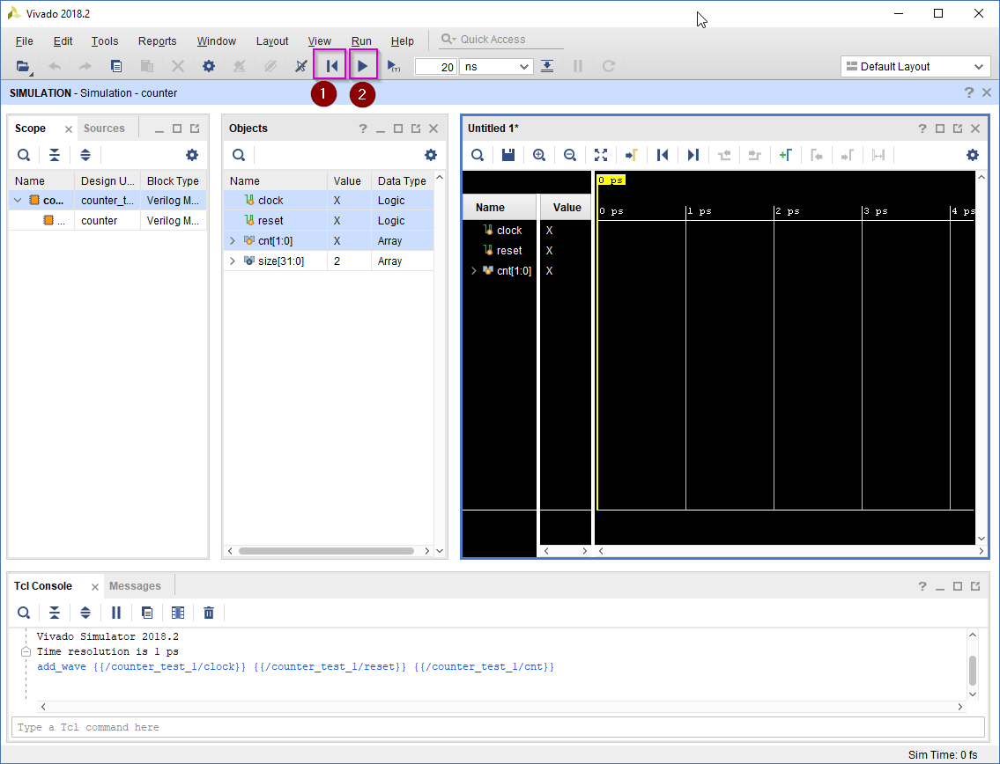 Vivado 2018.2
File Edit Tools Reports Window Layout View Run Help Quick Access
(T) 20 ns Default Layout
1 2
SIMULATION - Simulation - counter ?
Scope Sources
Name Design U... Block Type
co... counter_t... Verilog M...
... counter Verilog M...
Objects ?
Name Value Data Type
clock X Logic
reset X Logic
cnt[1:0] X Array
size[31:0] 2 Array
Untitled 1* ?
0 ps
Name Value 0 ps 1 ps 2 ps 3 ps 4 ps
clock X
reset X
cnt[1:0] X
Tcl Console Messages ?
Vivado Simulator 2018.2
Time resolution is 1 ps
add_wave {{/counter_test_1/clock}} {{/counter_test_1/reset}} {{/counter_test_1/cnt}}
Type a Tcl command here
Sim Time: 0 fs